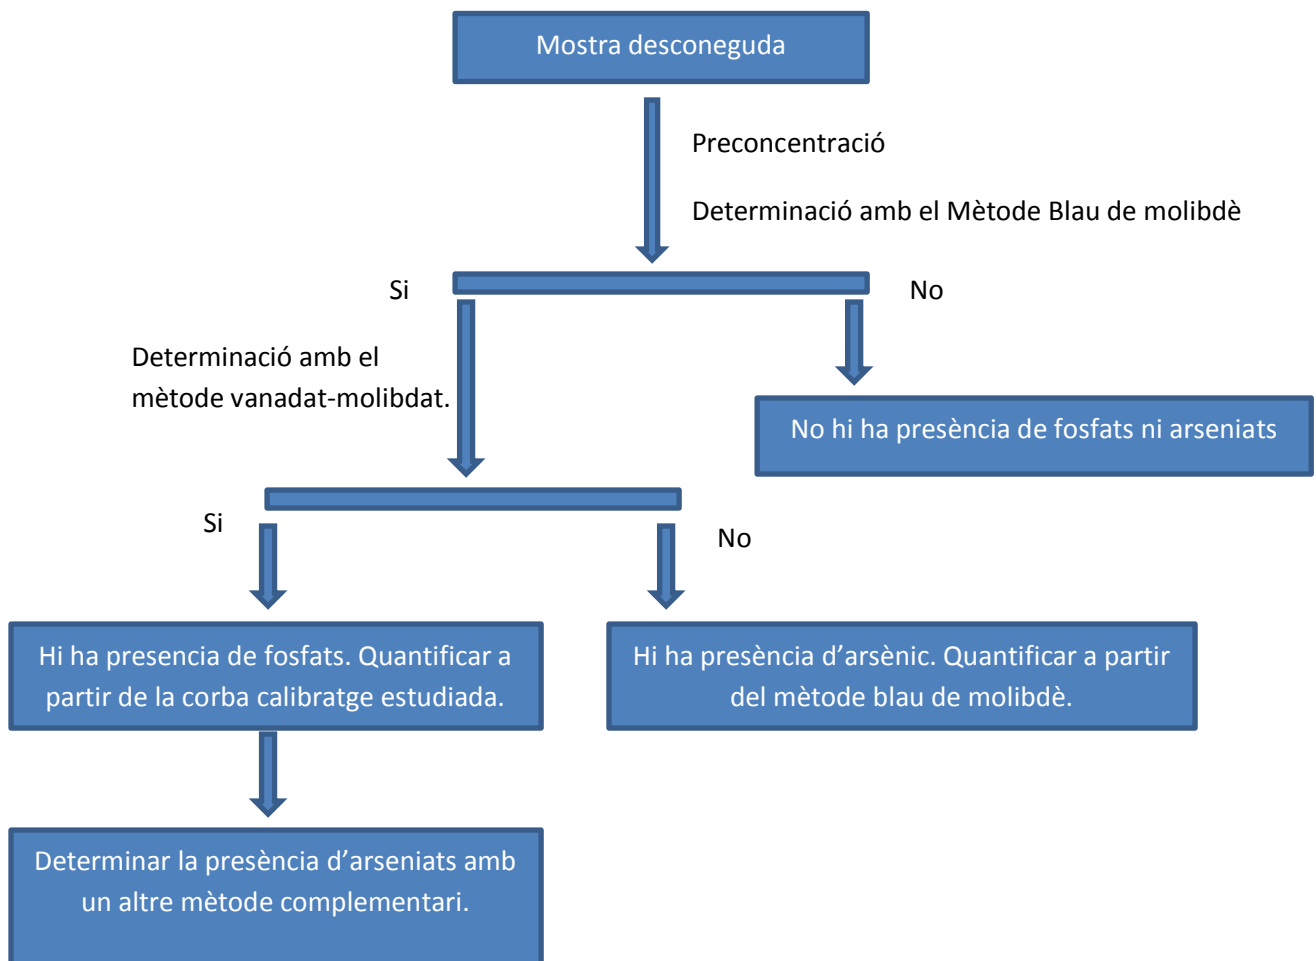 Mostra desconeguda
Preconcentració
Determinació amb el Mètode Blau de molibdè
Si
No
Determinació amb el
mètode vanadat-molibdat.
No hi ha presència de fosfats ni arseniats
Si
No
Hi ha presencia de fosfats. Quantificar a
partir de la corba calibratge estudiada.
Hi ha presència d’arsènic. Quantificar a partir
del mètode blau de molibdè.
Determinar la presència d’arseniats amb
un altre mètode complementari.